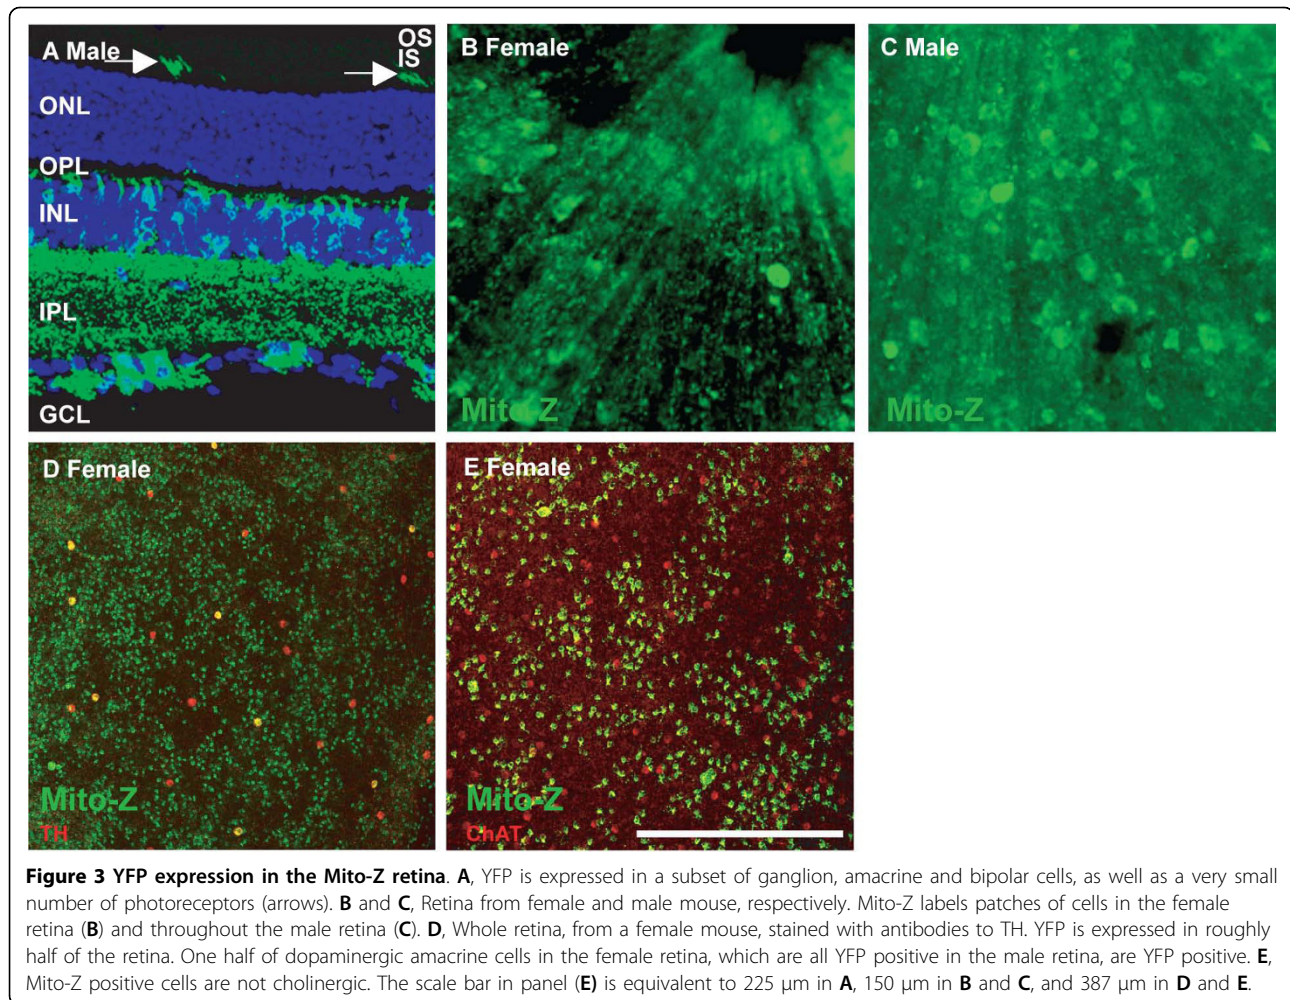 A Male
OS
IS
ONL
OPL
INL
IPL
GCL
B Female
Mito-Z
C Male
Mito-Z
D Female
Mito-Z
TH
E Female
Mito-Z
ChAT
Figure 3 YFP expression in the Mito-Z retina. A, YFP is expressed in a subset of ganglion, amacrine and bipolar cells, as well as a very small
number of photoreceptors (arrows). B and C, Retina from female and male mouse, respectively. Mito-Z labels patches of cells in the female
retina (B) and throughout the male retina (C). D, Whole retina, from a female mouse, stained with antibodies to TH. YFP is expressed in roughly
half of the retina. One half of dopaminergic amacrine cells in the female retina, which are all YFP positive in the male retina, are YFP positive. E,
Mito-Z positive cells are not cholinergic. The scale bar in panel (E) is equivalent to 225 μm in A, 150 μm in B and C, and 387 μm in D and E.